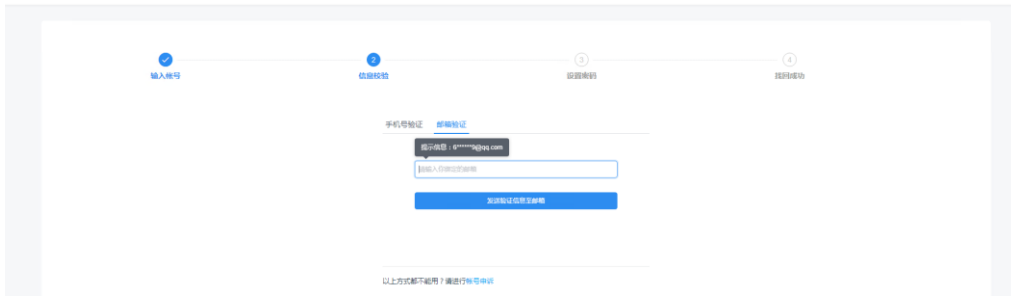 2
3
4
输入帐号
信息校验
设置密码
找回成功
手机号验证
邮箱验证
提示信息：6******9@qq.com
请输入您绑定的邮箱
发送验证信息至邮箱
以上方式都不能用？请进行帐号申诉